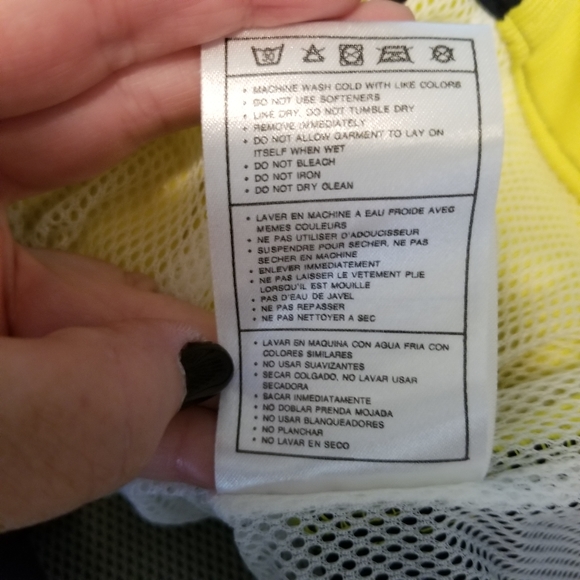 30
• MACHINE WASH COLD WITH LIKE COLORS
• DO NOT USE SOFTENERS
• LINE DRY, DO NOT TUMBLE DRY
• REMOVE IMMEDIATELY
• DO NOT ALLOW GARMENT TO LAY ON
ITSELF WHEN WET
• DO NOT BLEACH
• DO NOT IRON
• DO NOT DRY CLEAN
• LAVER EN MACHINE A EAU FROIDE AVEC
MEMES COULEURS
• NE PAS UTILISER D'ADOUCISSEUR
• SUSPENDRE POUR SECHER, NE PAS
SECHER EN MACHINE
• ENLEVER IMMEDIATEMENT
• NE PAS LAISSER LE VETEMENT PLIE
LORSQU'IL EST MOUILLE
• PAS D'EAU DE JAVEL
• NE PAS REPASSER
• NE PAS NETTOYER A SEC
• LAVAR EN MAQUINA CON AGUA FRIA CON
COLORES SIMILARES
• NO USAR SUAVIZANTES
• SECAR COLGADO, NO LAVAR USAR
SECADORA
• SACAR INMEDIATAMENTE
• NO DOBLAR PRENDA MOJADA
• NO USAR BLANQUEADORES
• NO PLANCHAR
• NO LAVAR EN SECO